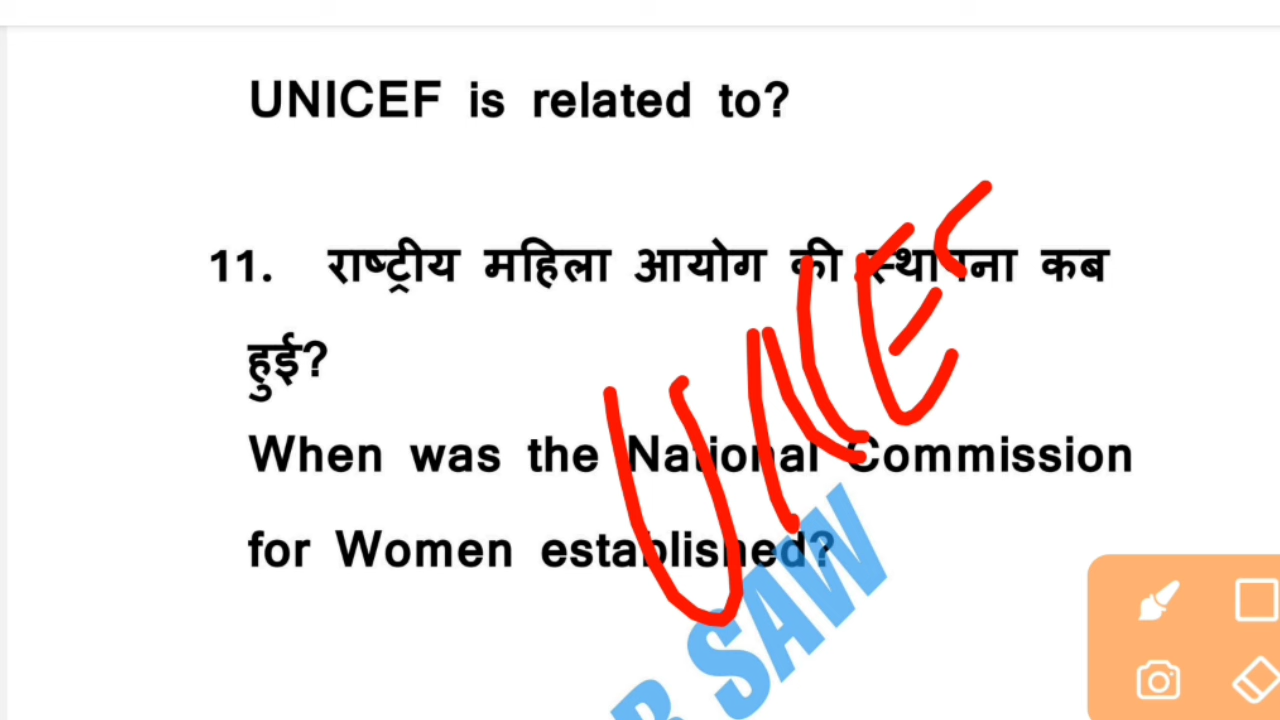 UNICEF is related to?
11. राष्ट्रीय महिला आयोग की स्थापना कब
हुई?
When was the National Commission
for Women established?
UNICEF
SAW